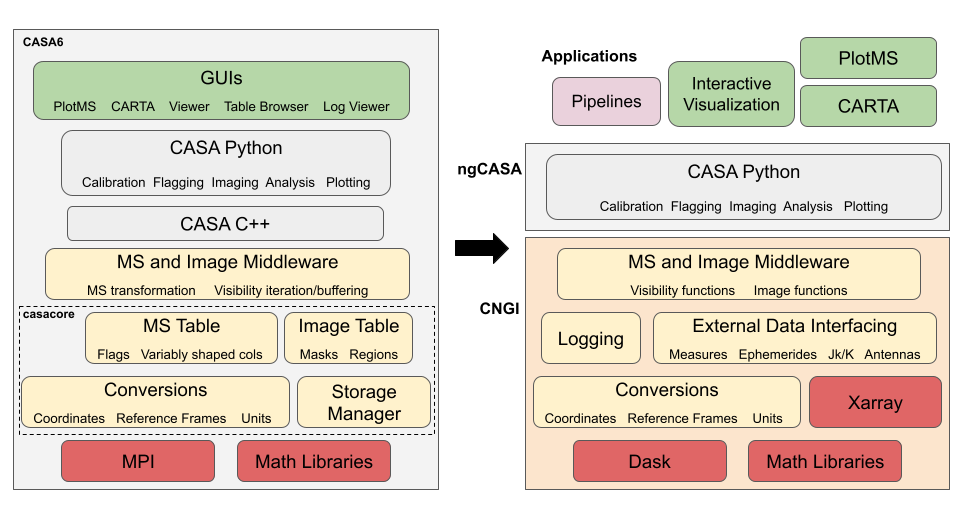 CASA6
GUIs
PlotMS CARTA Viewer Table Browser Log Viewer
CASA Python
Calibration Flagging Imaging Analysis Plotting
CASA C++
MS and Image Middleware
MS transformation Visibility iteration/buffering
casacore
MS Table
Flags Variably shaped cols
Image Table
Masks Regions
Conversions
Coordinates Reference Frames Units
Storage
Manager
MPI
Math Libraries
Applications
Pipelines
Interactive
Visualization
PlotMS
CARTA
ngCASA
CASA Python
Calibration Flagging Imaging Analysis Plotting
CNGI
MS and Image Middleware
Visibility functions Image functions
Logging
External Data Interfacing
Measures Ephemerides Jk/K Antennas
Conversions
Coordinates Reference Frames Units
Xarray
Dask
Math Libraries